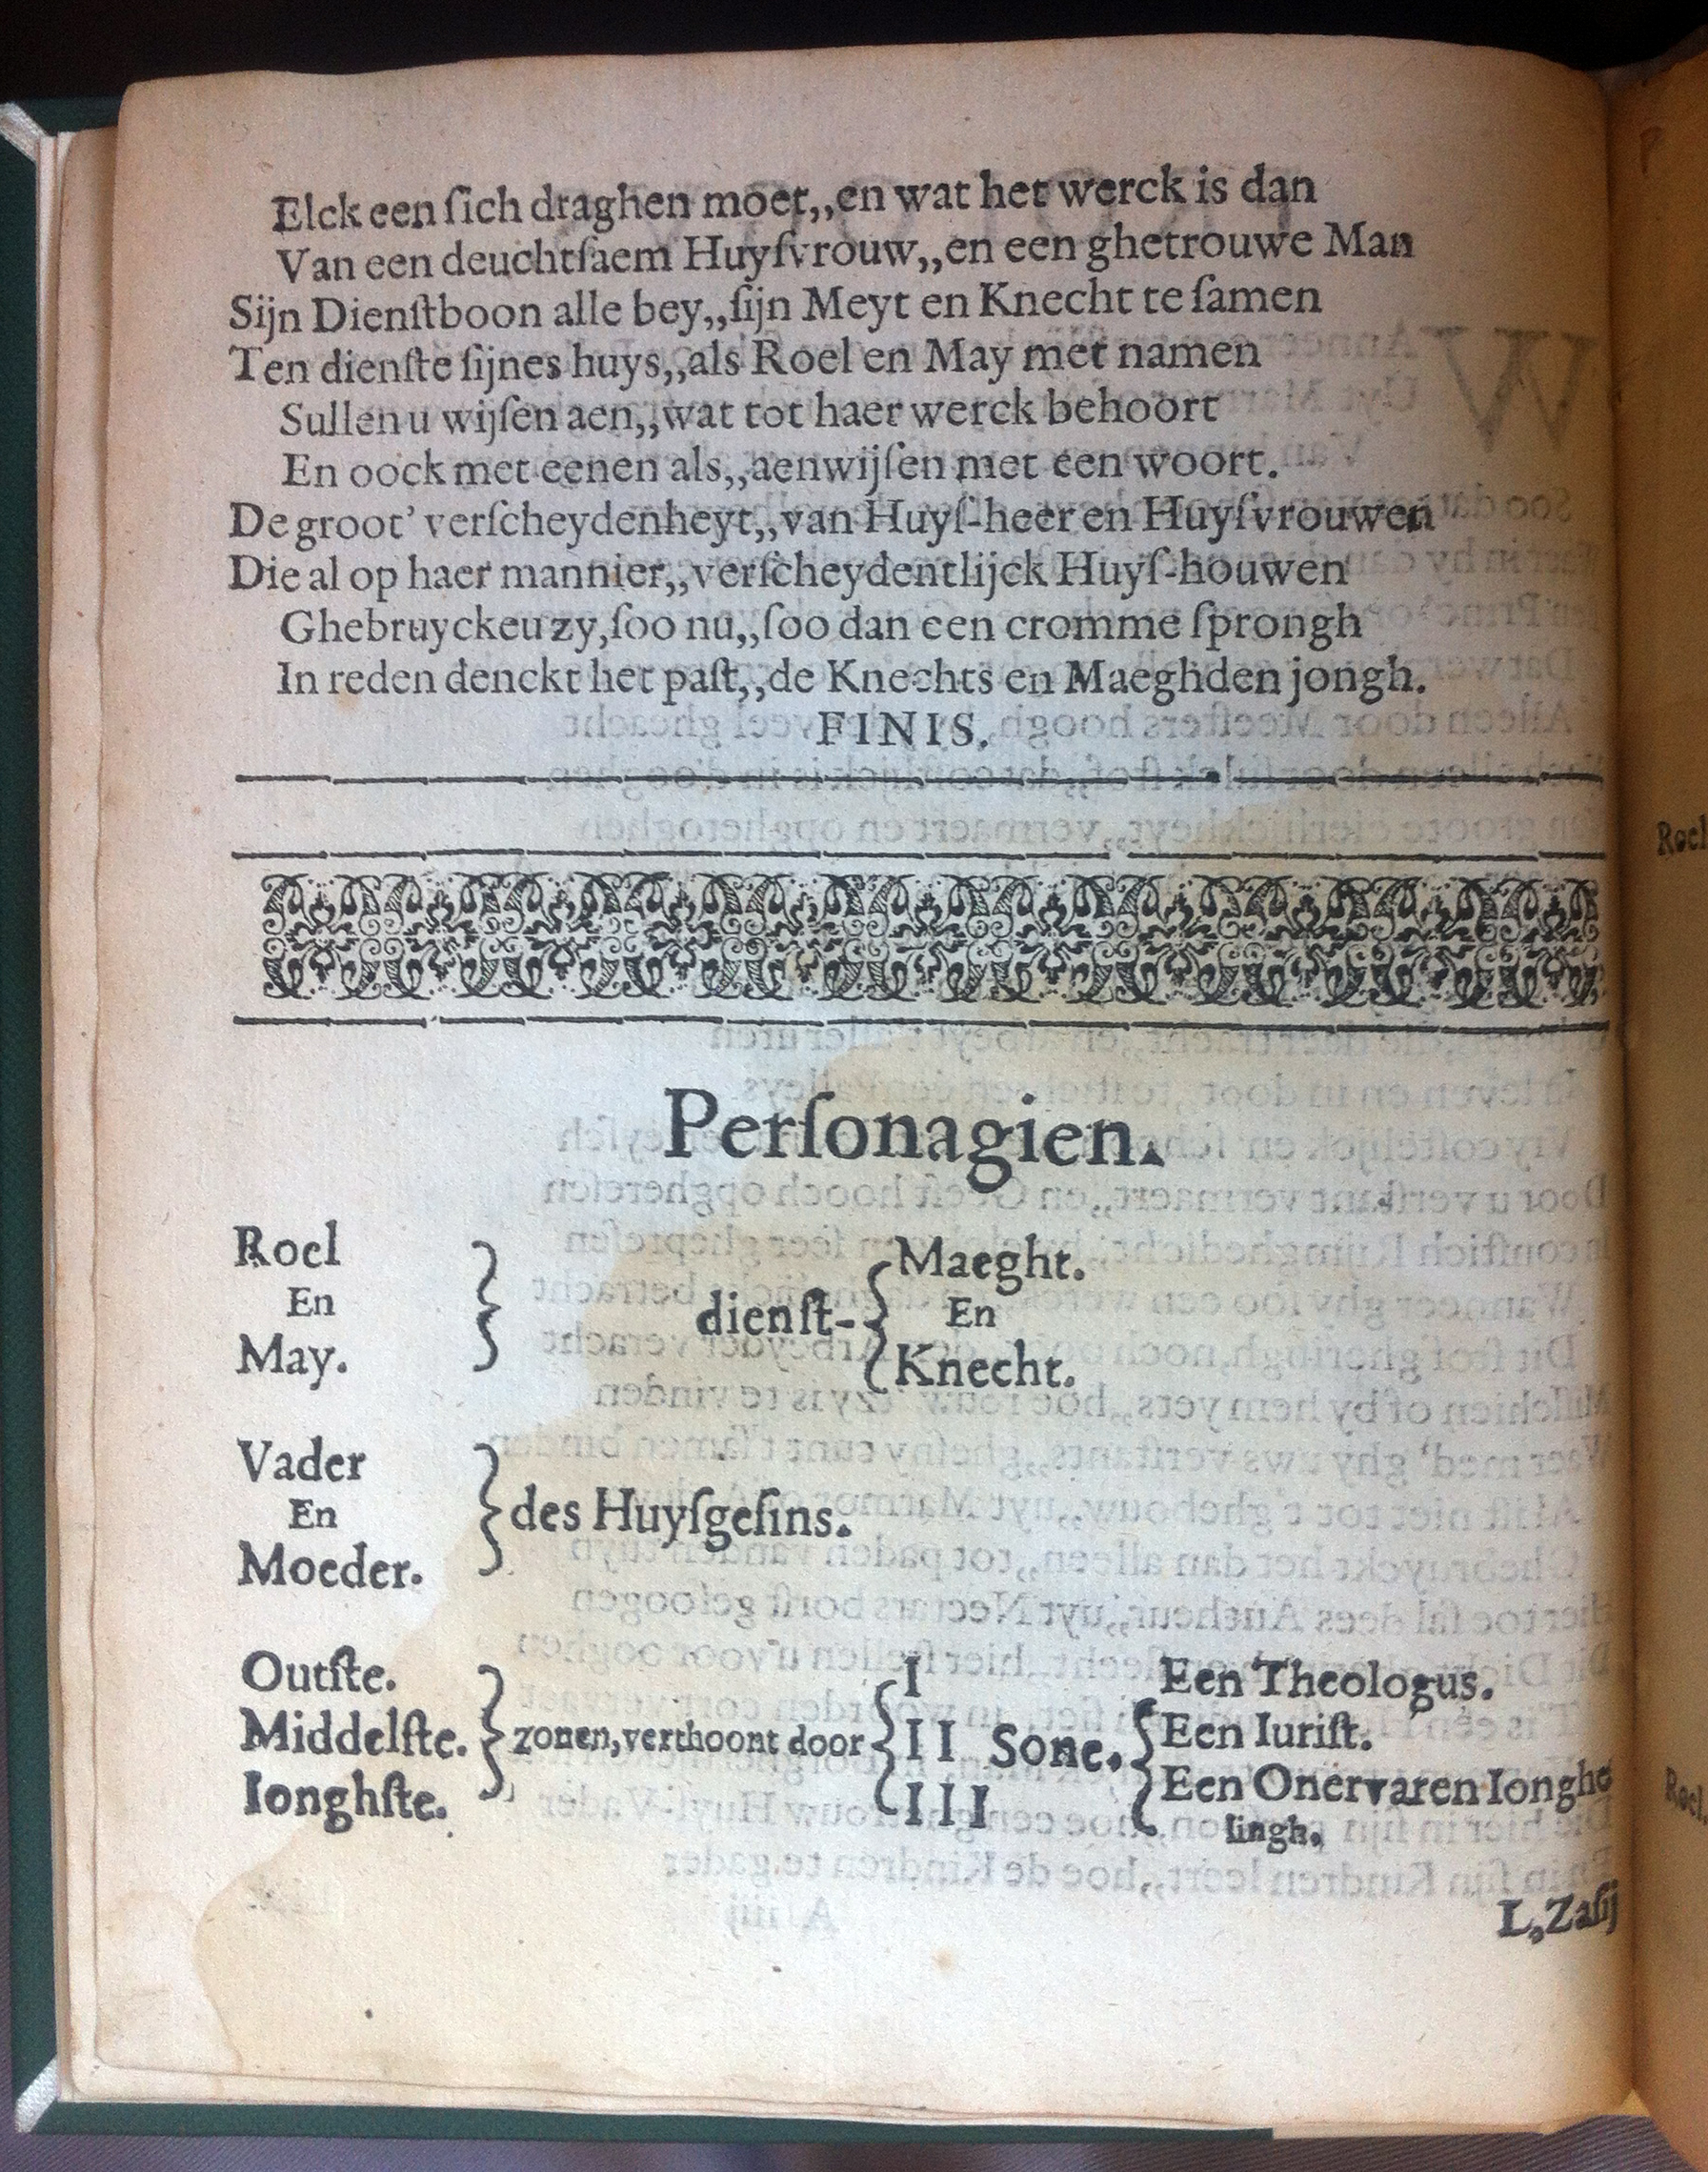 Elck een ſich draghen moet,,en wat het werck is dan
Van een deuchtſaem Huyſvrouw,,en een ghetrouwe Man
Sijn Dienſtboon alle bey,,ſijn Meyt en Knecht te ſamen
Ten dienſte ſijnes huys,,als Roel en May met namen
Sullen u wijſen aen,,wat tot haer werck behoort
En oock met eenen als,,aenwijſen met een woort.
De groot' verſcheydenheyt,,van Huyſ-heer en Huyſvrouwen
Die al op haer mannier,,verſcheydentlijck Huyſ-houwen
Ghebruycken zy,ſoo nu,,ſoo dan een cromme ſprongh
In reden denckt het paſt,,de Knechts en Maeghden jongh.
FINIS.
Perſonagien.
Roel
En
May.
} dienſt- {
Maeght.
En
Knecht.
Vader
En
Moeder.
} des Huyſgeſins.
Outſte. I Een Theologus.
Middelſte. } zonen,verthoont door { II Sone. { Een Iuriſt.
Ionghſte. III Een Onervaren Ionghe
lingh.
L.Zaſij
Roel
Roel.